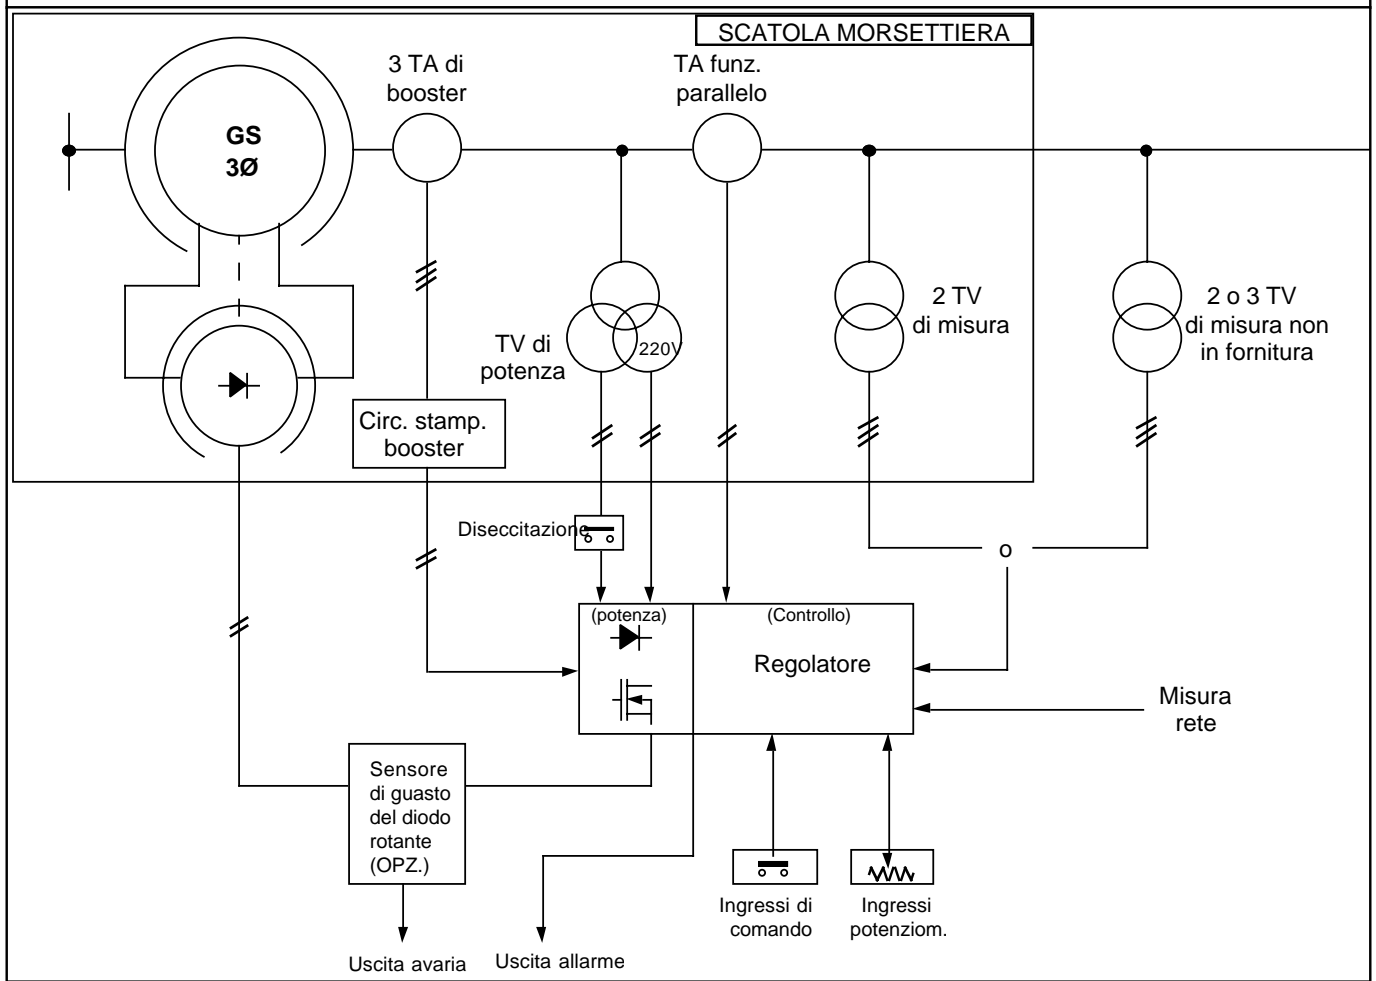 SCATOLA MORSETTIERA
3 TA di
booster
TA funz.
parallelo
GS
3Ø
TV di
potenza
220V
2 TV
di misura
2 o 3 TV
di misura non
in fornitura
Circ. stamp.
booster
Diseccitazione
o
(potenza)
(Controllo)
Regolatore
Misura
rete
Sensore
di guasto
del diodo
rotante
(OPZ.)
Ingressi di
comando
Ingressi
potenziom.
Uscita avaria
Uscita allarme